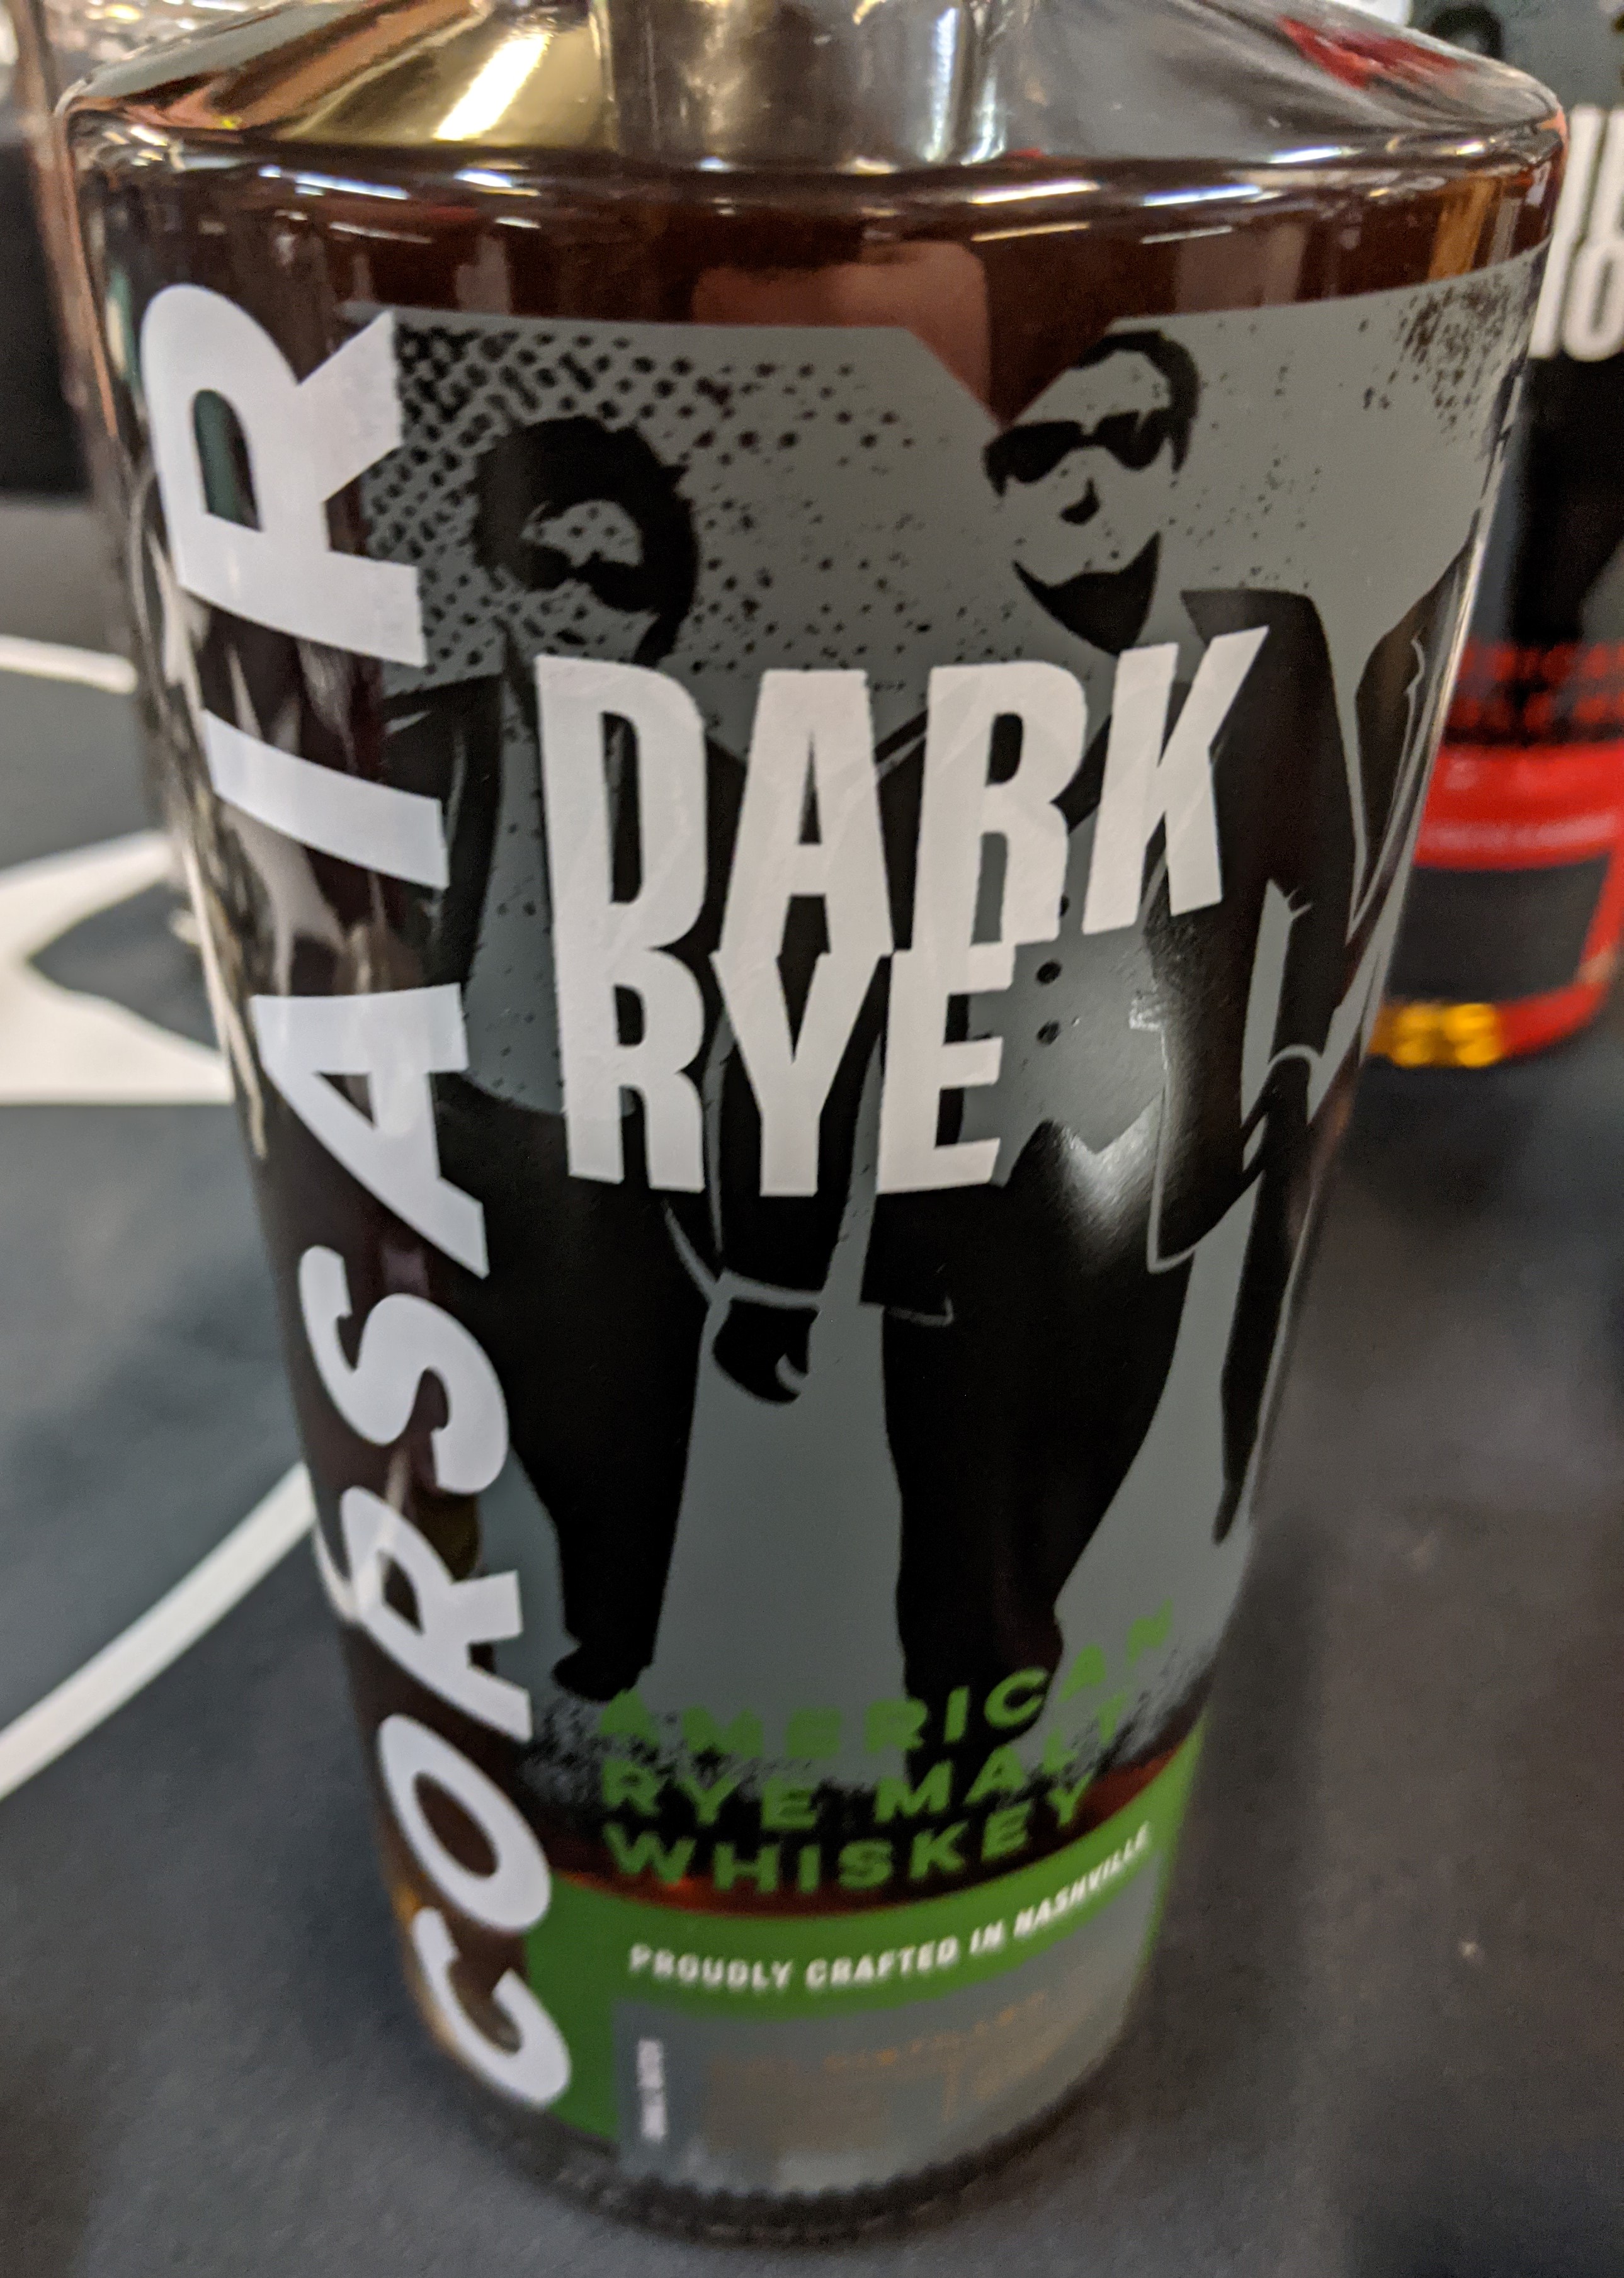 CORSAIR
DARK
RYE
AMERICAN
RYE MALT
WHISKEY
PROUDLY CRAFTED IN NASHVILLE